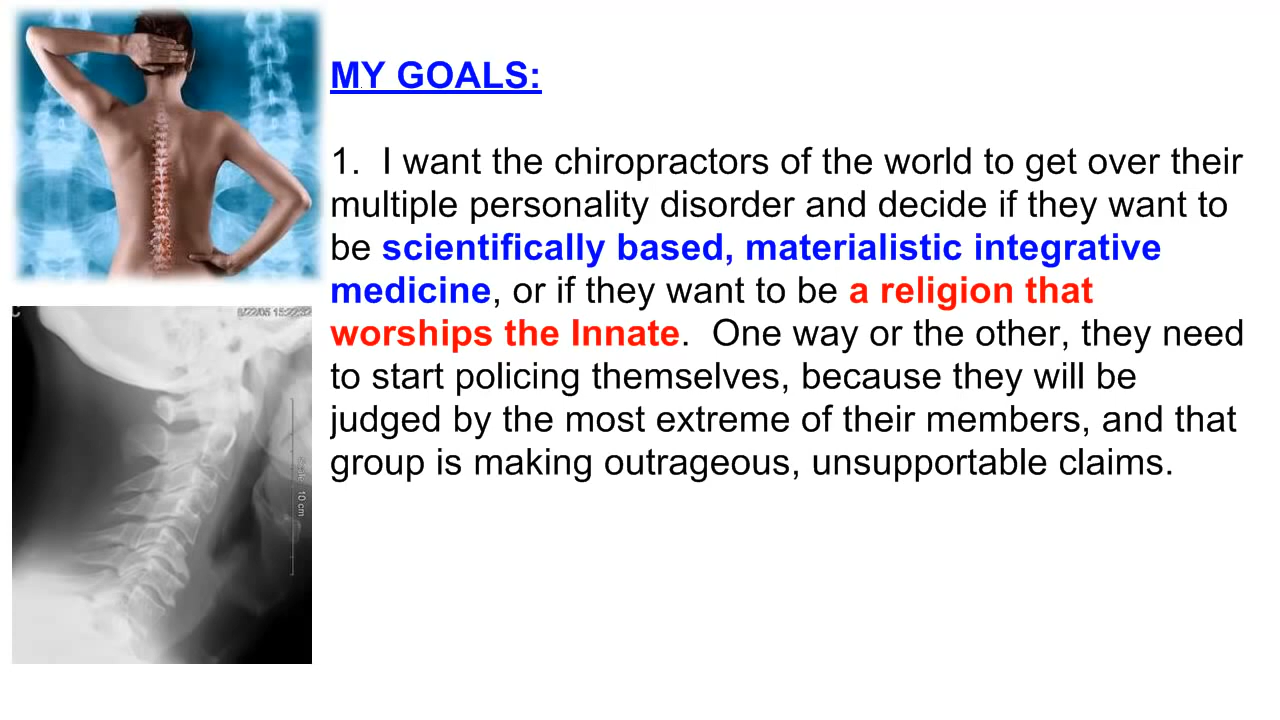 MY GOALS:
1. I want the chiropractors of the world to get over their
multiple personality disorder and decide if they want to
be scientifically based, materialistic integrative
medicine, or if they want to be a religion that
worships the Innate. One way or the other, they need
to start policing themselves, because they will be
judged by the most extreme of their members, and that
group is making outrageous, unsupportable claims.
Scale 10 cm